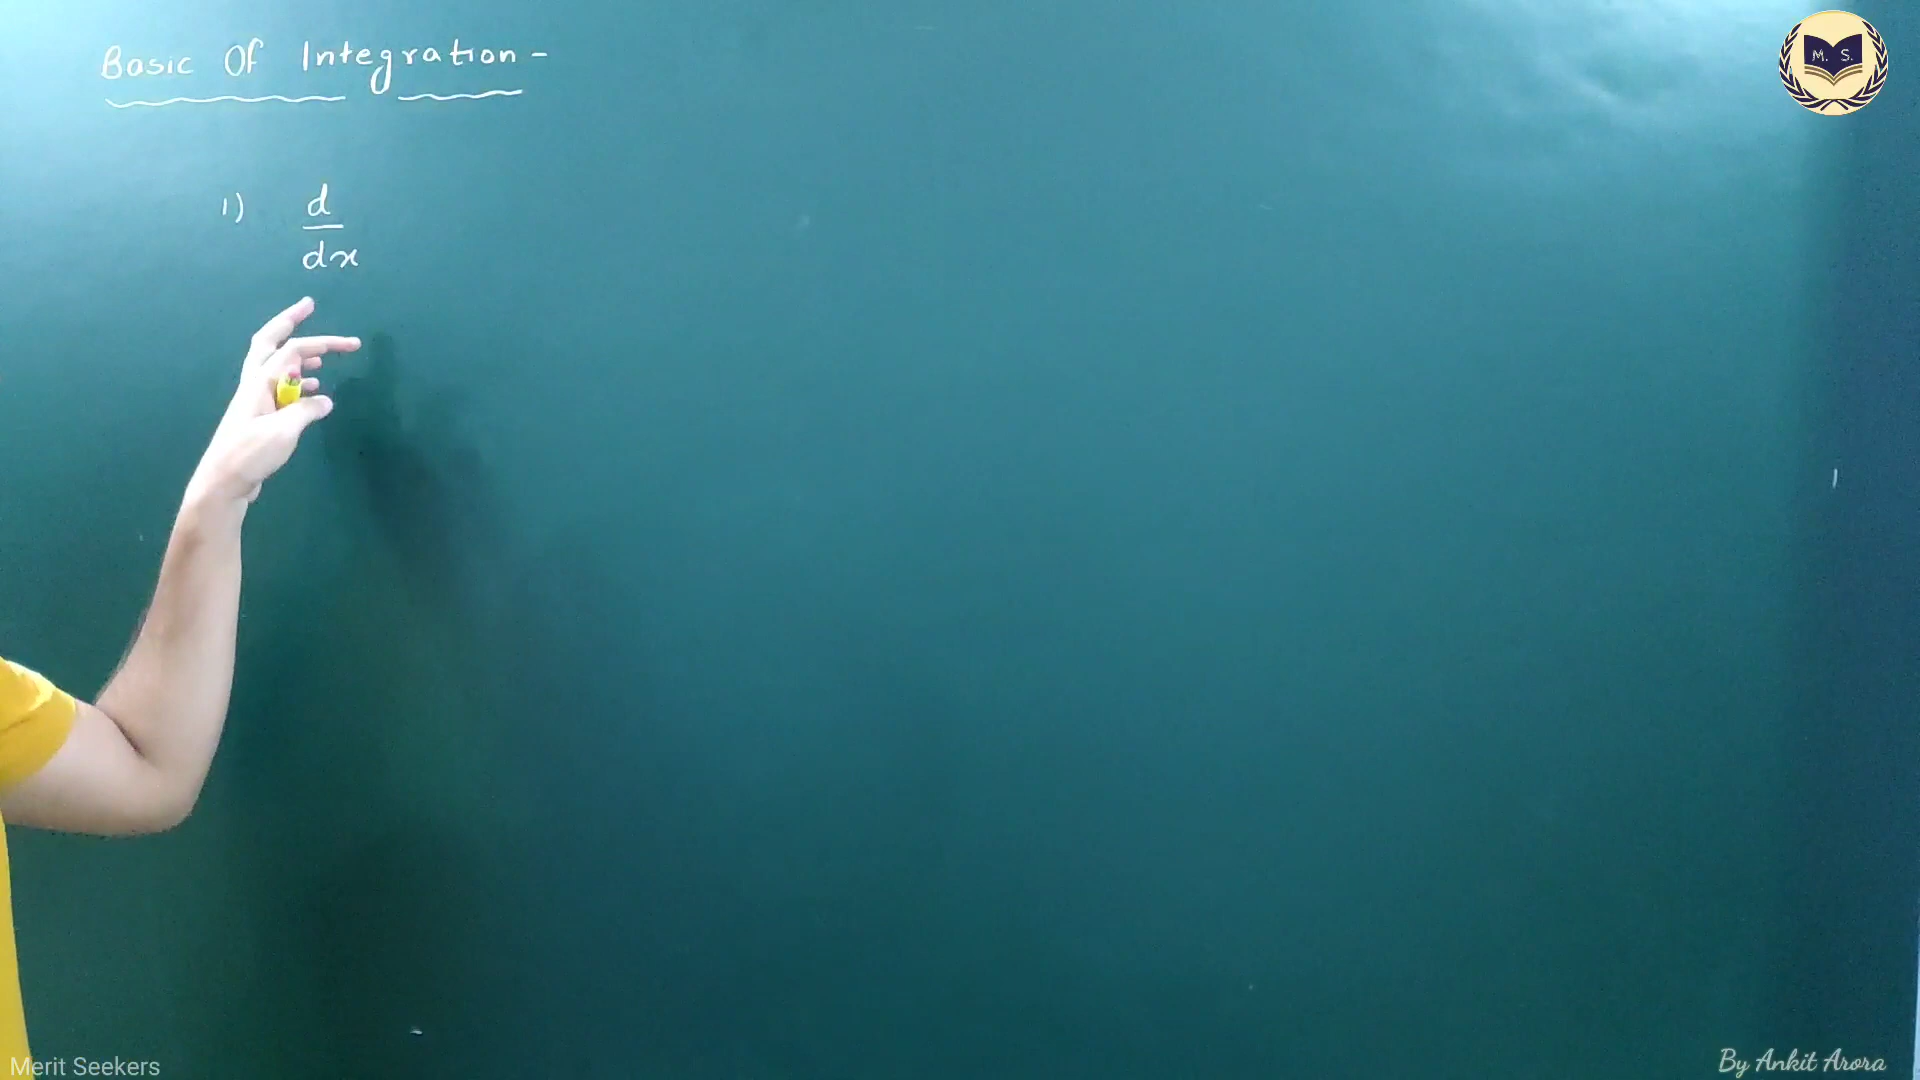 Basic Of Integration -
M. S.
1) d
dx
Merit Seekers
By Ankit Arora